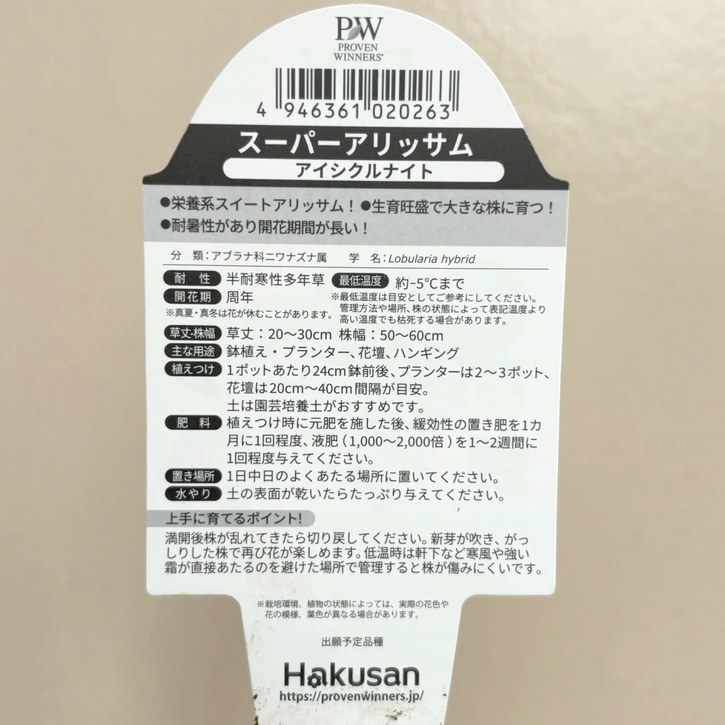 PW
PROVEN
WINNERS®
4 946361 020263
スーパーアリッサム
アイシクルナイト
●栄養系スイートアリッサム！●生育旺盛で大きな株に育つ！
●耐暑性があり開花期間が長い！
分 類：アブラナ科ニワナズナ属 学 名：Lobularia hybrid
耐 性 半耐寒性多年草 最低温度 約-5℃まで
開花期 周年 ※最低温度は目安としてご参考にしてください。
※真夏・真冬は花が休むことがあります。 管理方法や場所、株の状態によって表記温度より
高い温度でも枯死する場合があります。
草丈・株幅 草丈：20〜30cm 株幅：50〜60cm
主な用途 鉢植え・プランター、花壇、ハンギング
植えつけ 1ポットあたり24cm鉢前後、プランターは2〜3ポット、
花壇は20cm〜40cm間隔が目安。
土は園芸培養土がおすすめです。
肥 料 植えつけ時に元肥を施した後、緩効性の置き肥を1カ
月に1回程度、液肥（1,000〜2,000倍）を1〜2週間に
1回程度与えてください。
置き場所 1日中日のよくあたる場所に置いてください。
水やり 土の表面が乾いたらたっぷり与えてください。
上手に育てるポイント!
満開後株が乱れてきたら切り戻してください。新芽が吹き、がっ
しりした株で再び花が楽しめます。低温時は軒下など寒風や強い
霜が直接あたるのを避けた場所で管理すると株が傷みにくいです。
※栽培環境、植物の状態によっては、実際の花色や
花の模様、葉色が異なる場合があります。
出願予定品種
Hakusan
https://provenwinners.jp/